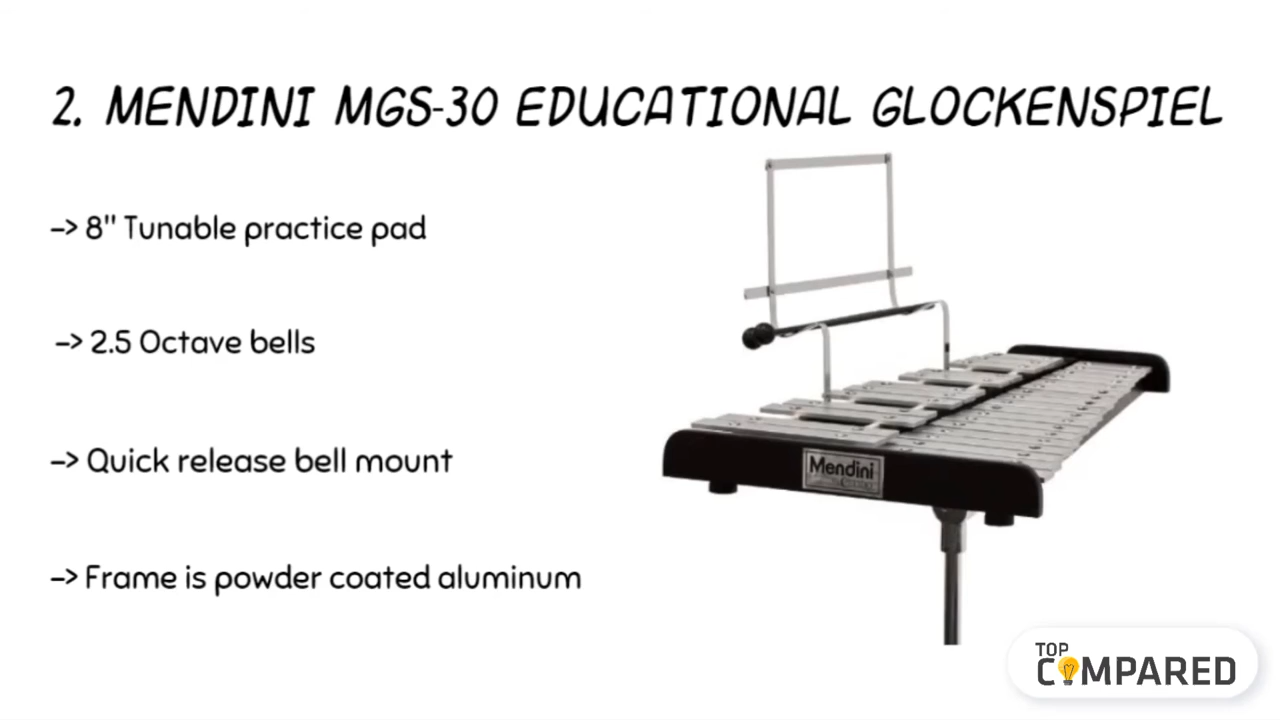 2. MENDINI MGS-30 EDUCATIONAL GLOCKENSPIEL
-> 8" Tunable practice pad
-> 2.5 Octave bells
-> Quick release bell mount
-> Frame is powder coated aluminum
Mendini
TOP
COMPARED